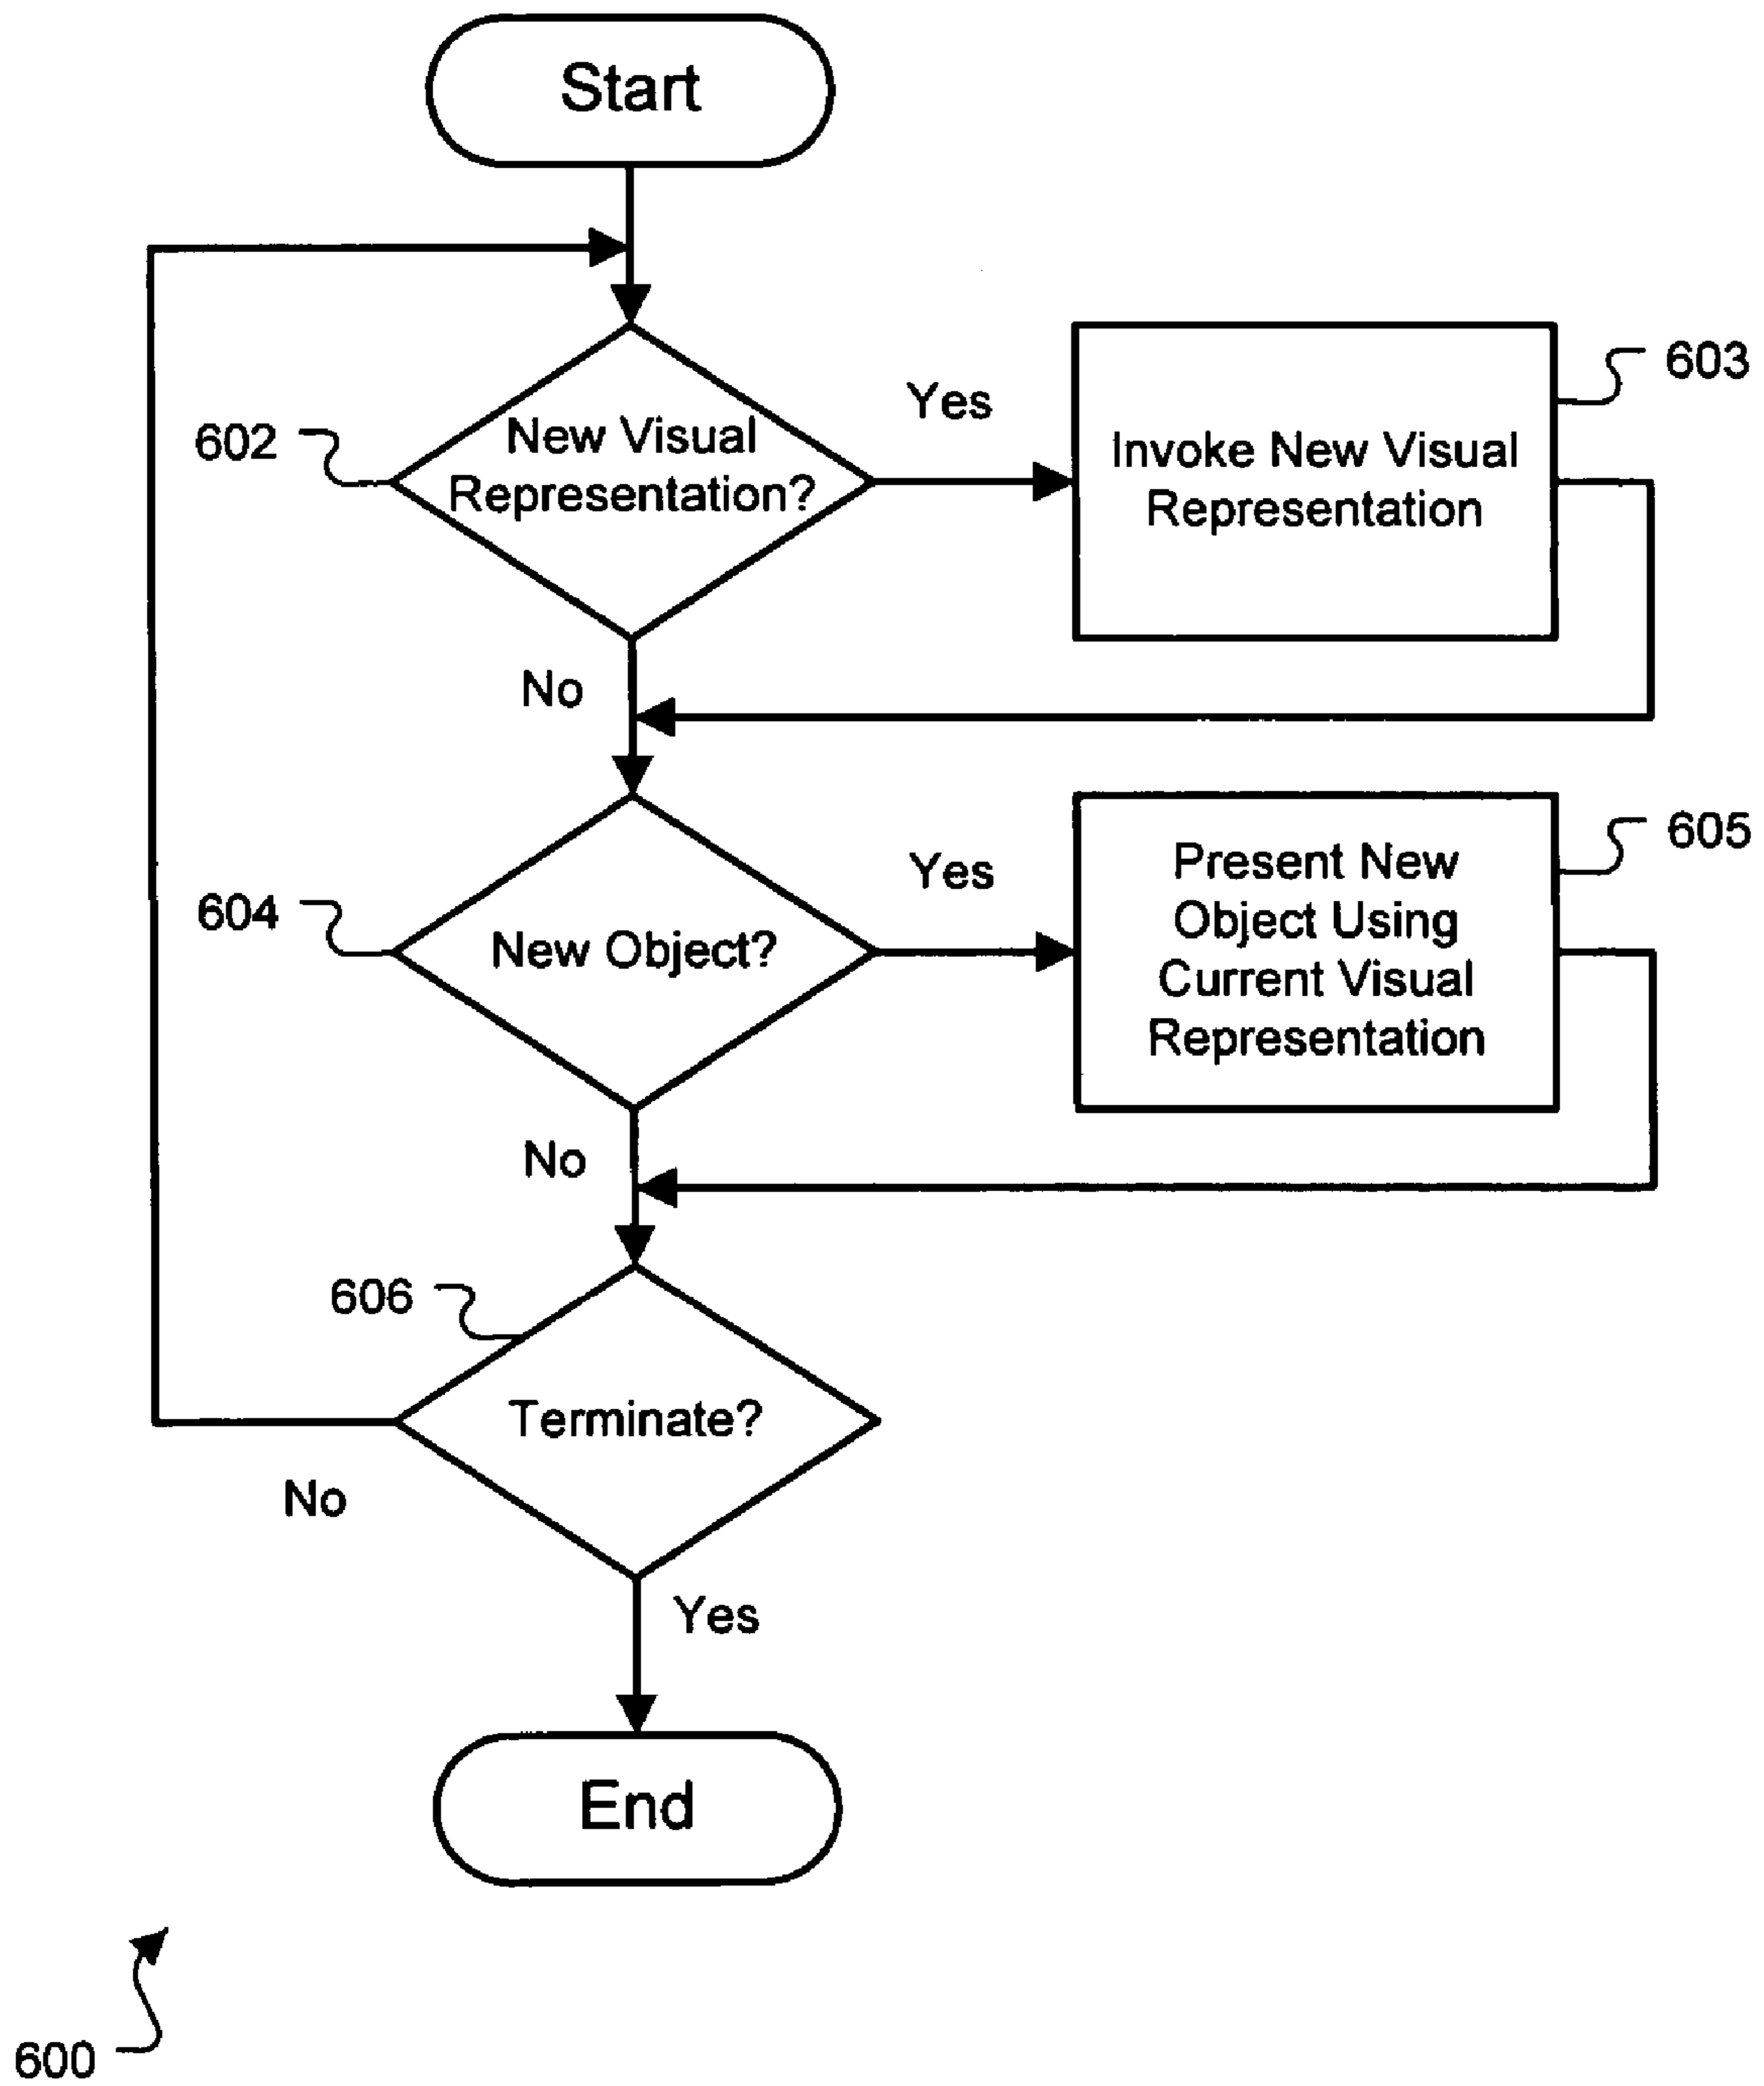 Start
603
Yes
602
New Visual
Representation?
Invoke New Visual
Representation
No
605
Yes
604
New Object?
Present New
Object Using
Current Visual
Representation
No
606
Terminate?
No
Yes
End
600